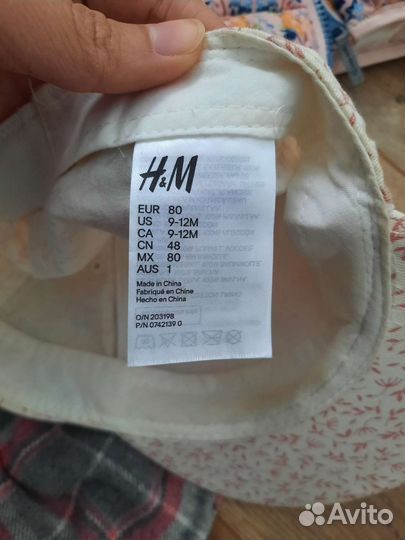 H&M
EUR 80
US 9-12M
CA 9-12M
CN 48
MX 80
AUS 1
Made in China
Fabriqué en Chine
Hecho en China
O/N 203198
P/N 0742139 0
Avito